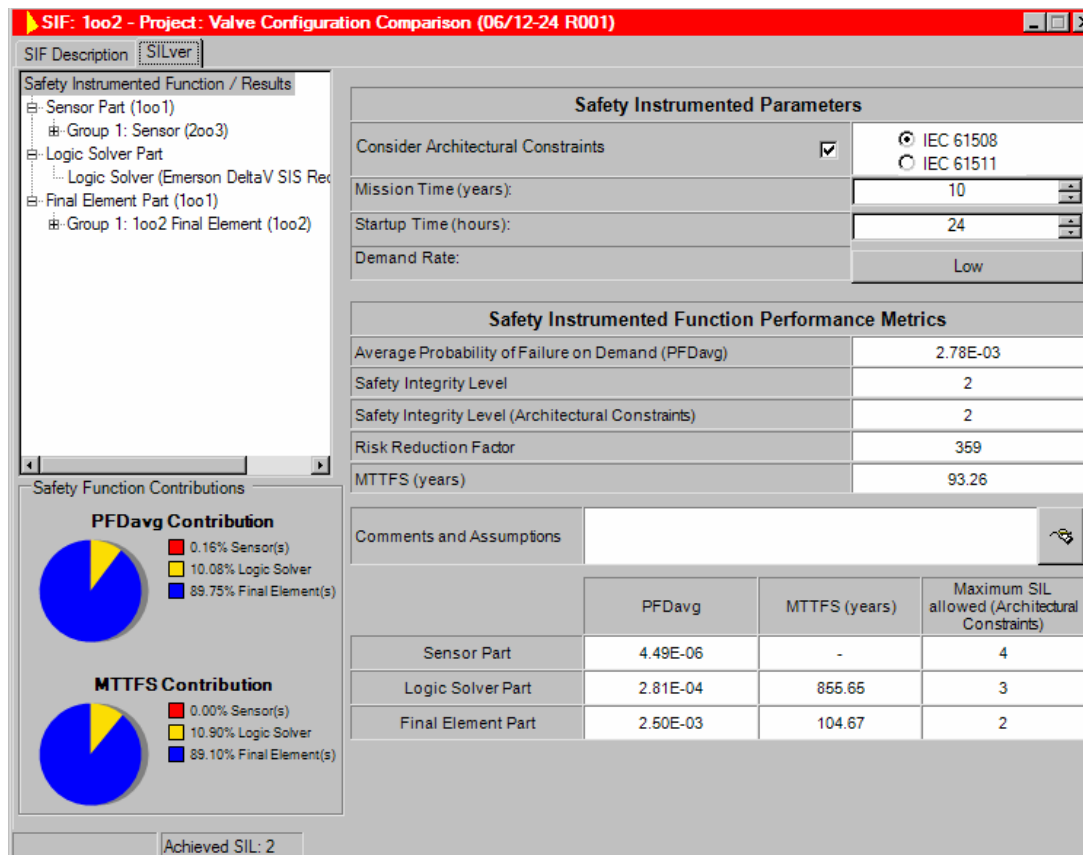 SIF: 1oo2 - Project: Valve Configuration Comparison (06/12-24 R001)
SIF Description
SILver
Safety Instrumented Function / Results
Sensor Part (1oo1)
Group 1: Sensor (2oo3)
Logic Solver Part
Logic Solver (Emerson DeltaV SIS Rec
Final Element Part (1oo1)
Group 1: 1oo2 Final Element (1oo2)
Safety Function Contributions
PFDavg Contribution
0.16% Sensor(s)
10.08% Logic Solver
89.75% Final Element(s)
MTTFS Contribution
0.00% Sensor(s)
10.90% Logic Solver
89.10% Final Element(s)
Safety Instrumented Parameters
Consider Architectural Constraints
IEC 61508
IEC 61511
Mission Time (years): 10
Startup Time (hours): 24
Demand Rate: Low
Safety Instrumented Function Performance Metrics
Average Probability of Failure on Demand (PFDavg) 2.78E-03
Safety Integrity Level 2
Safety Integrity Level (Architectural Constraints) 2
Risk Reduction Factor 359
MTTFS (years) 93.26
Comments and Assumptions
PFDavg MTTFS (years) Maximum SIL
allowed (Architectural
Constraints)
Sensor Part 4.49E-06 - 4
Logic Solver Part 2.81E-04 855.65 3
Final Element Part 2.50E-03 104.67 2
Achieved SIL: 2